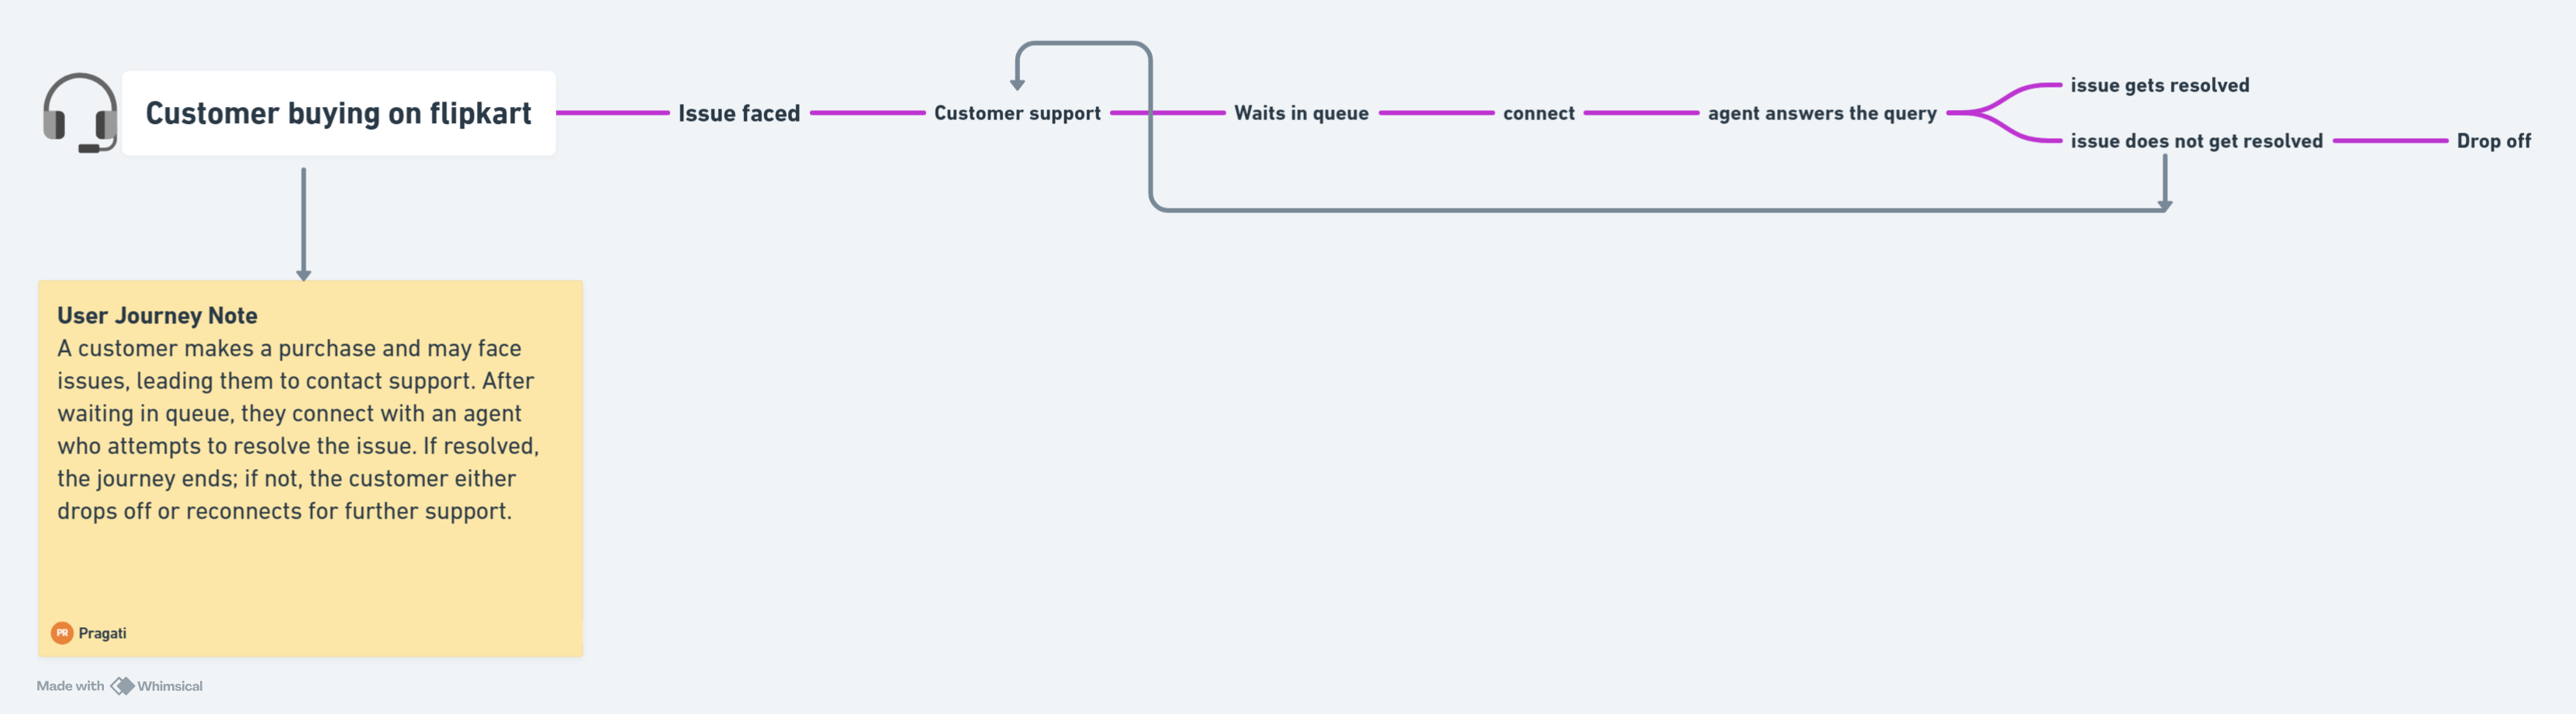 Customer buying on flipkart
Issue faced
Customer support
Waits in queue
connect
agent answers the query
issue gets resolved
issue does not get resolved
Drop off
User Journey Note
A customer makes a purchase and may face
issues, leading them to contact support. After
waiting in queue, they connect with an agent
who attempts to resolve the issue. If resolved,
the journey ends; if not, the customer either
drops off or reconnects for further support.
PR Pragati
Made with Whimsical